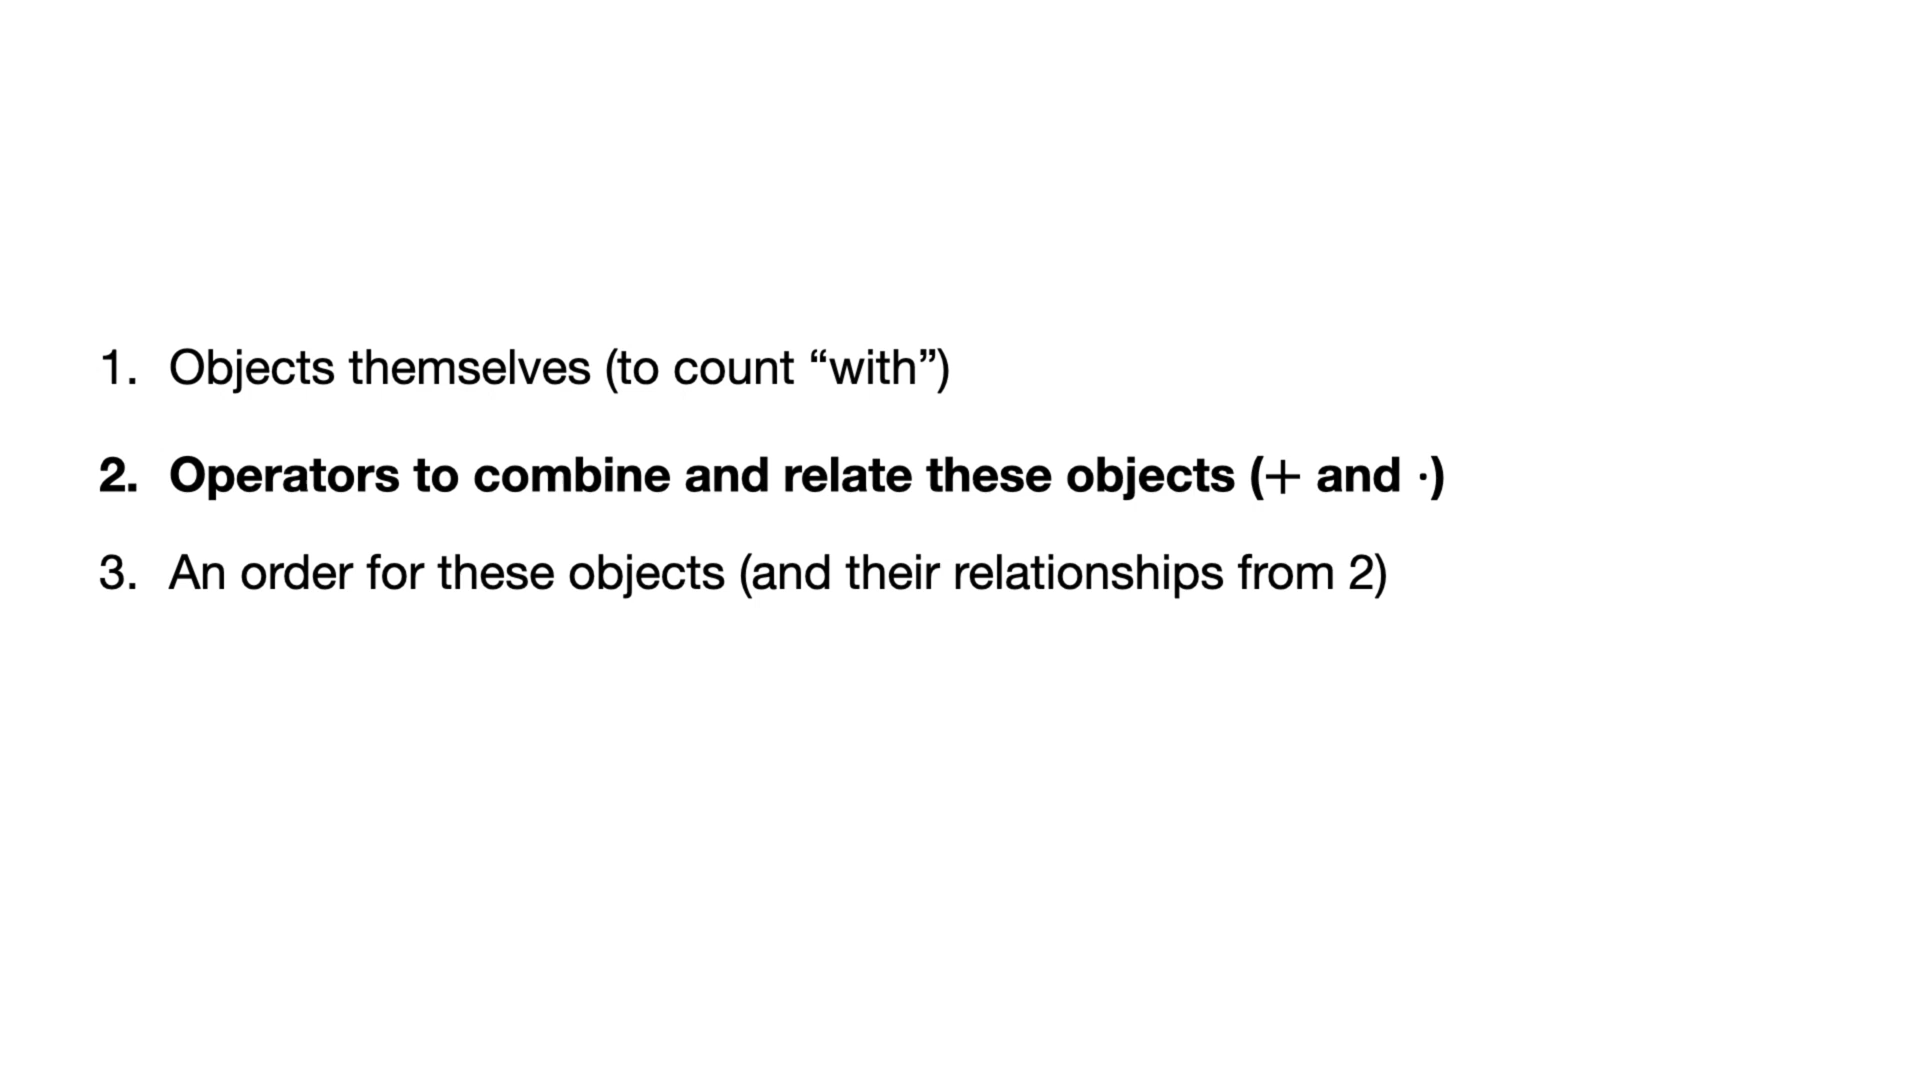 1. Objects themselves (to count “with”)
2. Operators to combine and relate these objects (+ and ·)
3. An order for these objects (and their relationships from 2)